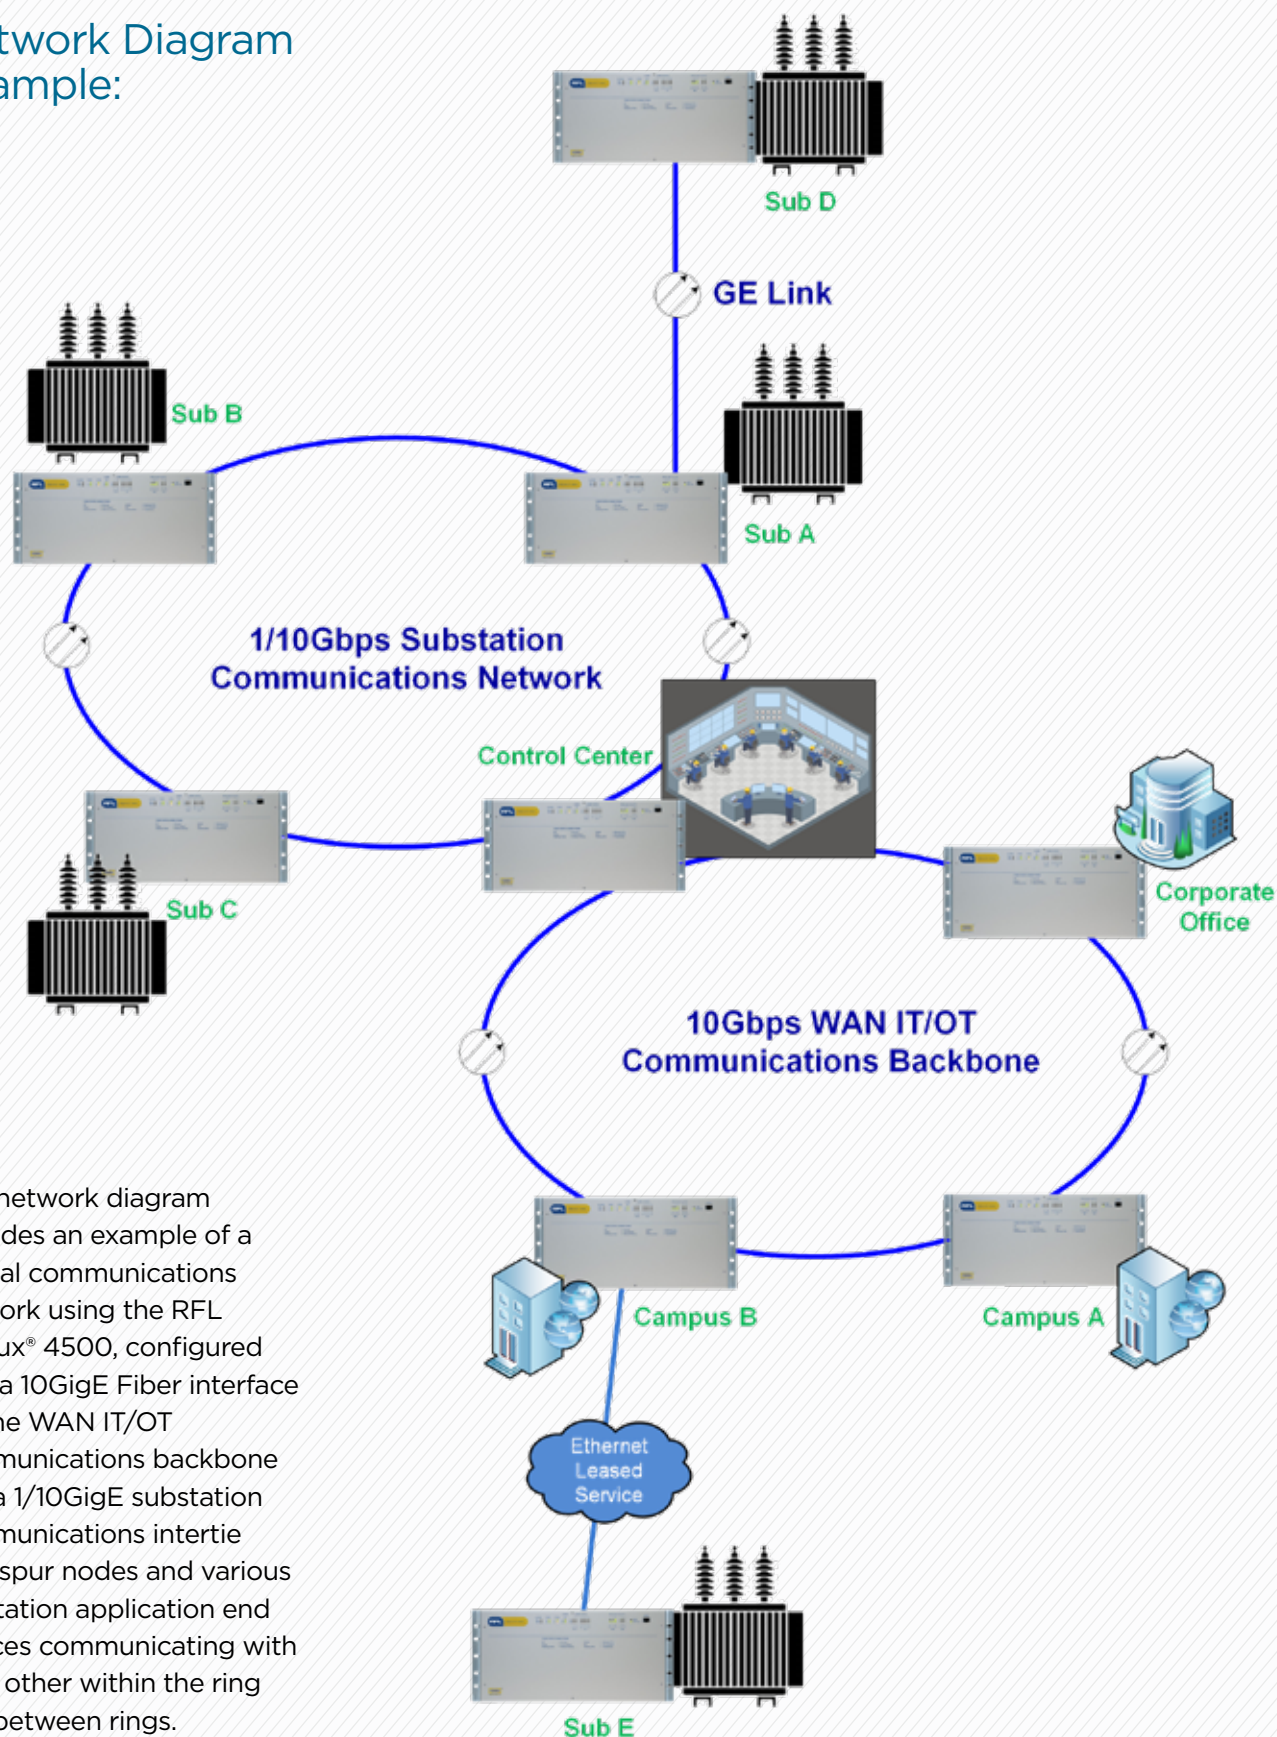 twork Diagram
ample:
Sub D
GE Link
Sub B
Sub A
1/10Gbps Substation
Communications Network
Control Center
Sub C
Corporate
Office
10Gbps WAN IT/OT
Communications Backbone
network diagram
des an example of a
al communications
ork using the RFL
ux® 4500, configured
a 10GigE Fiber interface
ne WAN IT/OT
munications backbone
a 1/10GigE substation
munications intertie
spur nodes and various
tation application end
ces communicating with
other within the ring
between rings.
Campus B
Campus A
Ethernet
Leased
Service
Sub E